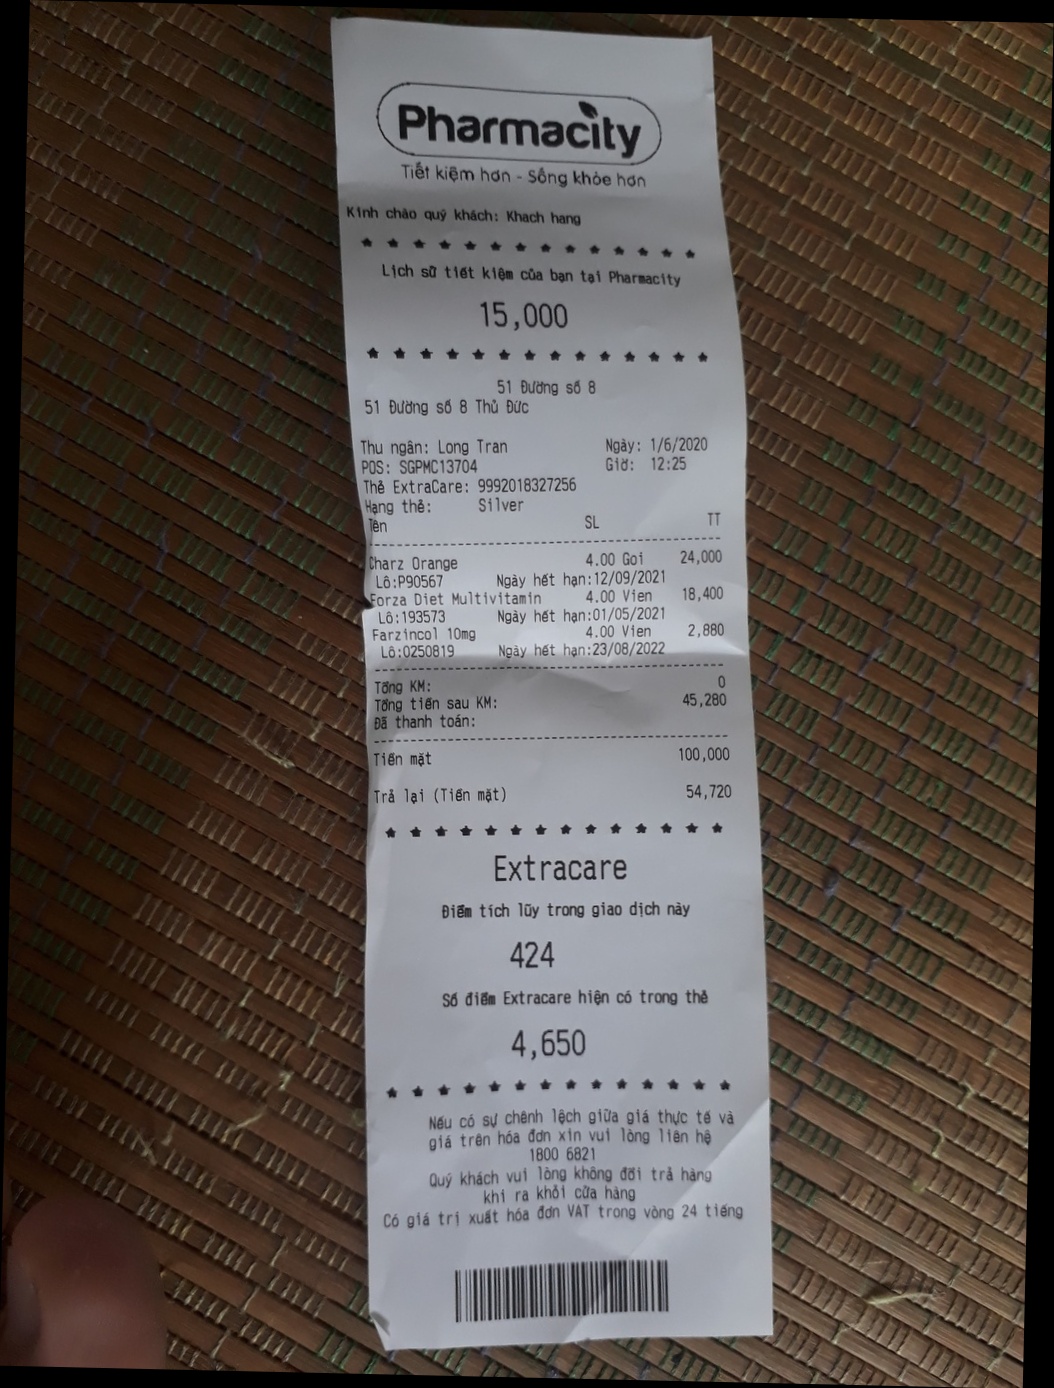 Pharmacity
Tiết kiệm hơn - Sống khỏe hơn
Kính chào quý khách: Khach hang
Lịch sử tiết kiệm của bạn tại Pharmacity
15,000
51 Đường số 8
51 Đường số 8 Thủ Đức
Thu ngân: Long Tran Ngày: 1/6/2020
POS: SGPMC13704 Giờ: 12:25
Thẻ ExtraCare: 9992018327256
Hạng thẻ: Silver
Tên SL TT
Charz Orange 4.00 Goi 24,000
Lô:P90567 Ngày hết hạn:12/09/2021
Forza Diet Multivitamin 4.00 Vien 18,400
Lô:193573 Ngày hết hạn:01/05/2021
Farzincol 10mg 4.00 Vien 2,880
Lô:0250819 Ngày hết hạn:23/08/2022
Tổng KM: 0
Tổng tiền sau KM: 45,280
Đã thanh toán:
Tiền mặt 100,000
Trả lại (Tiền mặt) 54,720
Extracare
Điểm tích lũy trong giao dịch này
424
Số điểm Extracare hiện có trong thẻ
4,650
Nếu có sự chênh lệch giữa giá thực tế và
giá trên hóa đơn xin vui lòng liên hệ
1800 6821
Quý khách vui lòng không đổi trả hàng
khi ra khỏi cửa hàng
Có giá trị xuất hóa đơn VAT trong vòng 24 tiếng